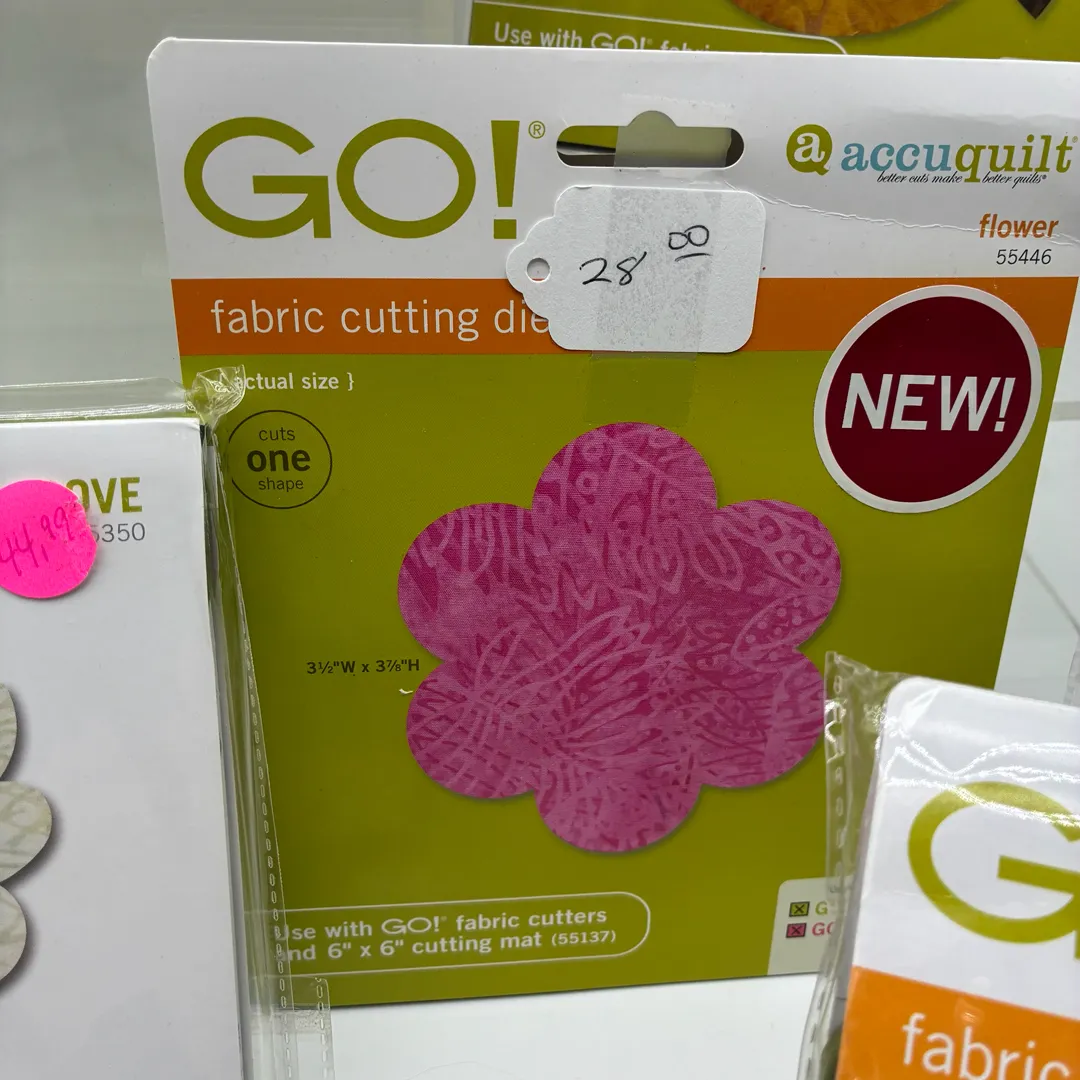 Use with GO!®
GO!®
a accuquilt®
better cuts make better quilts®
flower
55446
28 00
fabric cutting die
actual size }
NEW!
cuts
one
shape
OVE
5350
44.99
3½"W x 3⅞"H
Use with GO!® fabric cutters
and 6" x 6" cutting mat (55137)
G
GO
G
fabric